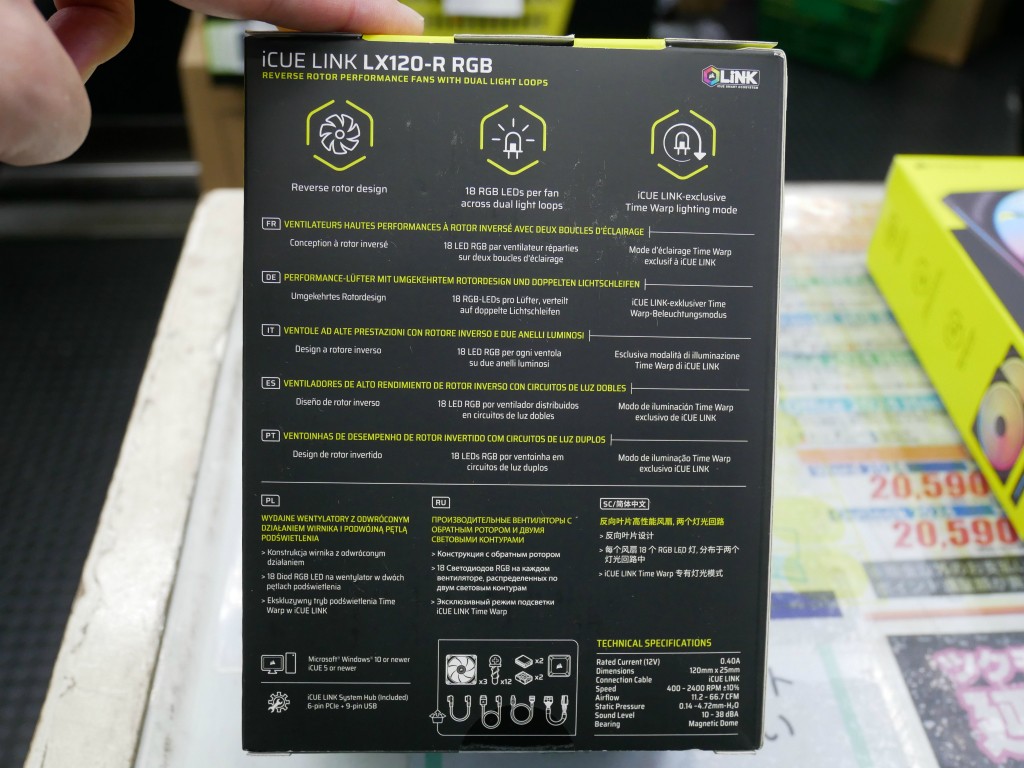 iCUE LINK LX120-R RGB
REVERSE ROTOR PERFORMANCE FANS WITH DUAL LIGHT LOOPS
LINK
Reverse rotor design
18 RGB LEDs per fan
across dual light loops
iCUE LINK-exclusive
Time Warp lighting mode
FR VENTILATEURS HAUTES PERFORMANCES À ROTOR INVERSÉ AVEC DEUX BOUCLES D'ÉCLAIRAGE
Conception à rotor inversé
18 LED RGB par ventilateur réparties
sur deux boucles d'éclairage
Mode d'éclairage Time Warp
exclusif à iCUE LINK
DE PERFORMANCE-LÜFTER MIT UMGEKEHRTEM ROTORDESIGN UND DOPPELTEN LICHTSCHLEIFEN
Umgekehrtes Rotordesign
18 RGB-LEDs pro Lüfter, verteilt
auf doppelte Lichtschleifen
iCUE LINK-exklusiver Time
Warp-Beleuchtungsmodus
IT VENTOLE AD ALTE PRESTAZIONI CON ROTORE INVERSO E DUE ANELLI LUMINOSI
Design a rotore inverso
18 LED RGB per ogni ventola
su due anelli luminosi
Esclusiva modalità di illuminazione
Time Warp di iCUE LINK
ES VENTILADORES DE ALTO RENDIMIENTO DE ROTOR INVERSO CON CIRCUITOS DE LUZ DOBLES
Diseño de rotor inverso
18 LED RGB por ventilador distribuidos
en circuitos de luz dobles
Modo de iluminación Time Warp
exclusivo de iCUE LINK
PT VENTOINHAS DE DESEMPENHO DE ROTOR INVERTIDO COM CIRCUITOS DE LUZ DUPLOS
Design de rotor invertido
18 LEDs RGB por ventoinha em
circuitos de luz duplos
Modo de iluminação Time Warp
exclusivo iCUE LINK
PL
WYDAJNE WENTYLATORY Z ODWRÓCONYM
DZIAŁANIEM WIRNIKA I PODWÓJNĄ PĘTLĄ
PODŚWIETLENIA
> Konstrukcja wirnika z odwróconym
działaniem
> 18 Diod RGB LED na wentylator w dwóch
pętlach podświetlenia
> Ekskluzywny tryb podświetlenia Time
Warp w iCUE LINK
RU
ПРОИЗВОДИТЕЛЬНЫЕ ВЕНТИЛЯТОРЫ С
ОБРАТНЫМ РОТОРОМ И ДВУМЯ
СВЕТОВЫМИ КОНТУРАМИ
> Конструкция с обратным ротором
> 18 Светодиодов RGB на каждом
вентиляторе, распределенных по
двум световым контурам
> Эксклюзивный режим подсветки
iCUE LINK Time Warp
SC/简体中文
反向叶片高性能风扇, 两个灯光回路
> 反向叶片设计
> 每个风扇 18 个 RGB LED 灯, 分布于两个
灯光回路中
> iCUE LINK Time Warp 专有灯光模式
Microsoft® Windows® 10 or newer
iCUE 5 or newer
iCUE LINK System Hub (Included)
6-pin PCIe + 9-pin USB
x3
x12
x2
x2
TECHNICAL SPECIFICATIONS
Rated Current (12V) 0.40A
Dimensions 120mm x 25mm
Connection Cable iCUE LINK
Speed 400 - 2400 RPM ±10%
Airflow 11.2 - 66.7 CFM
Static Pressure 0.14 -4.72mm-H₂O
Sound Level 10 - 38 dBA
Bearing Magnetic Dome
20,590
20,590